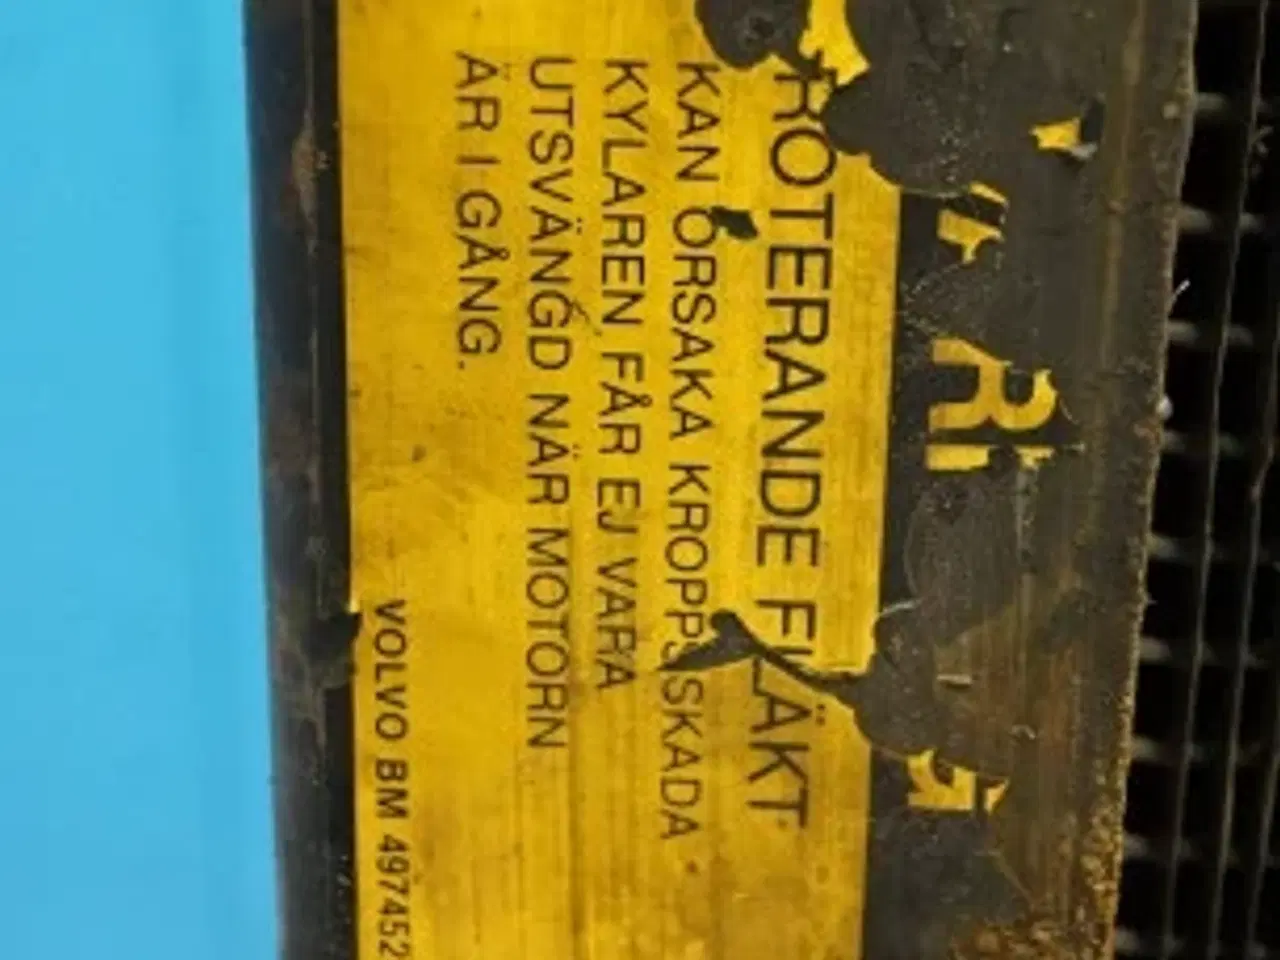 ROTERANDE FLÄKT
KAN ORSAKA KROPPSSKADA
KYLAREN FÅR EJ VARA
UTSVÄNGD NÄR MOTORN
ÄR I GÅNG.
VOLVO BM 497452